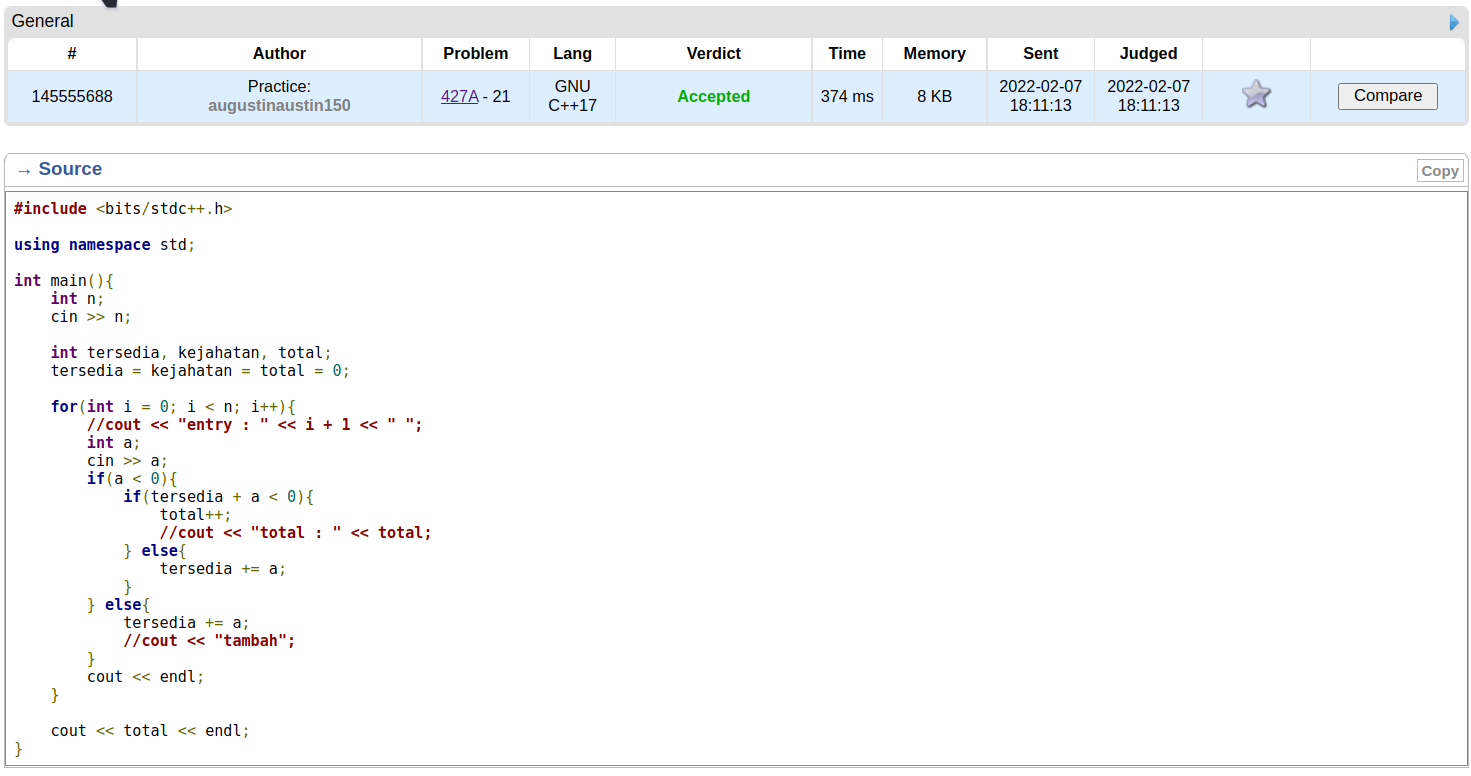 General
# Author Problem Lang Verdict Time Memory Sent Judged
145555688 Practice: augustinaustin150 427A - 21 GNU C++17 Accepted 374 ms 8 KB 2022-02-07 18:11:13 2022-02-07 18:11:13 Compare
→ Source Copy
#include <bits/stdc++.h>
using namespace std;
int main(){
    int n;
    cin >> n;
    int tersedia, kejahatan, total;
    tersedia = kejahatan = total = 0;
    for(int i = 0; i < n; i++){
        //cout << "entry : " << i + 1 << " ";
        int a;
        cin >> a;
        if(a < 0){
            if(tersedia + a < 0){
                total++;
                //cout << "total : " << total;
            } else{
                tersedia += a;
            }
        } else{
            tersedia += a;
            //cout << "tambah";
        }
        cout << endl;
    }
    cout << total << endl;
}